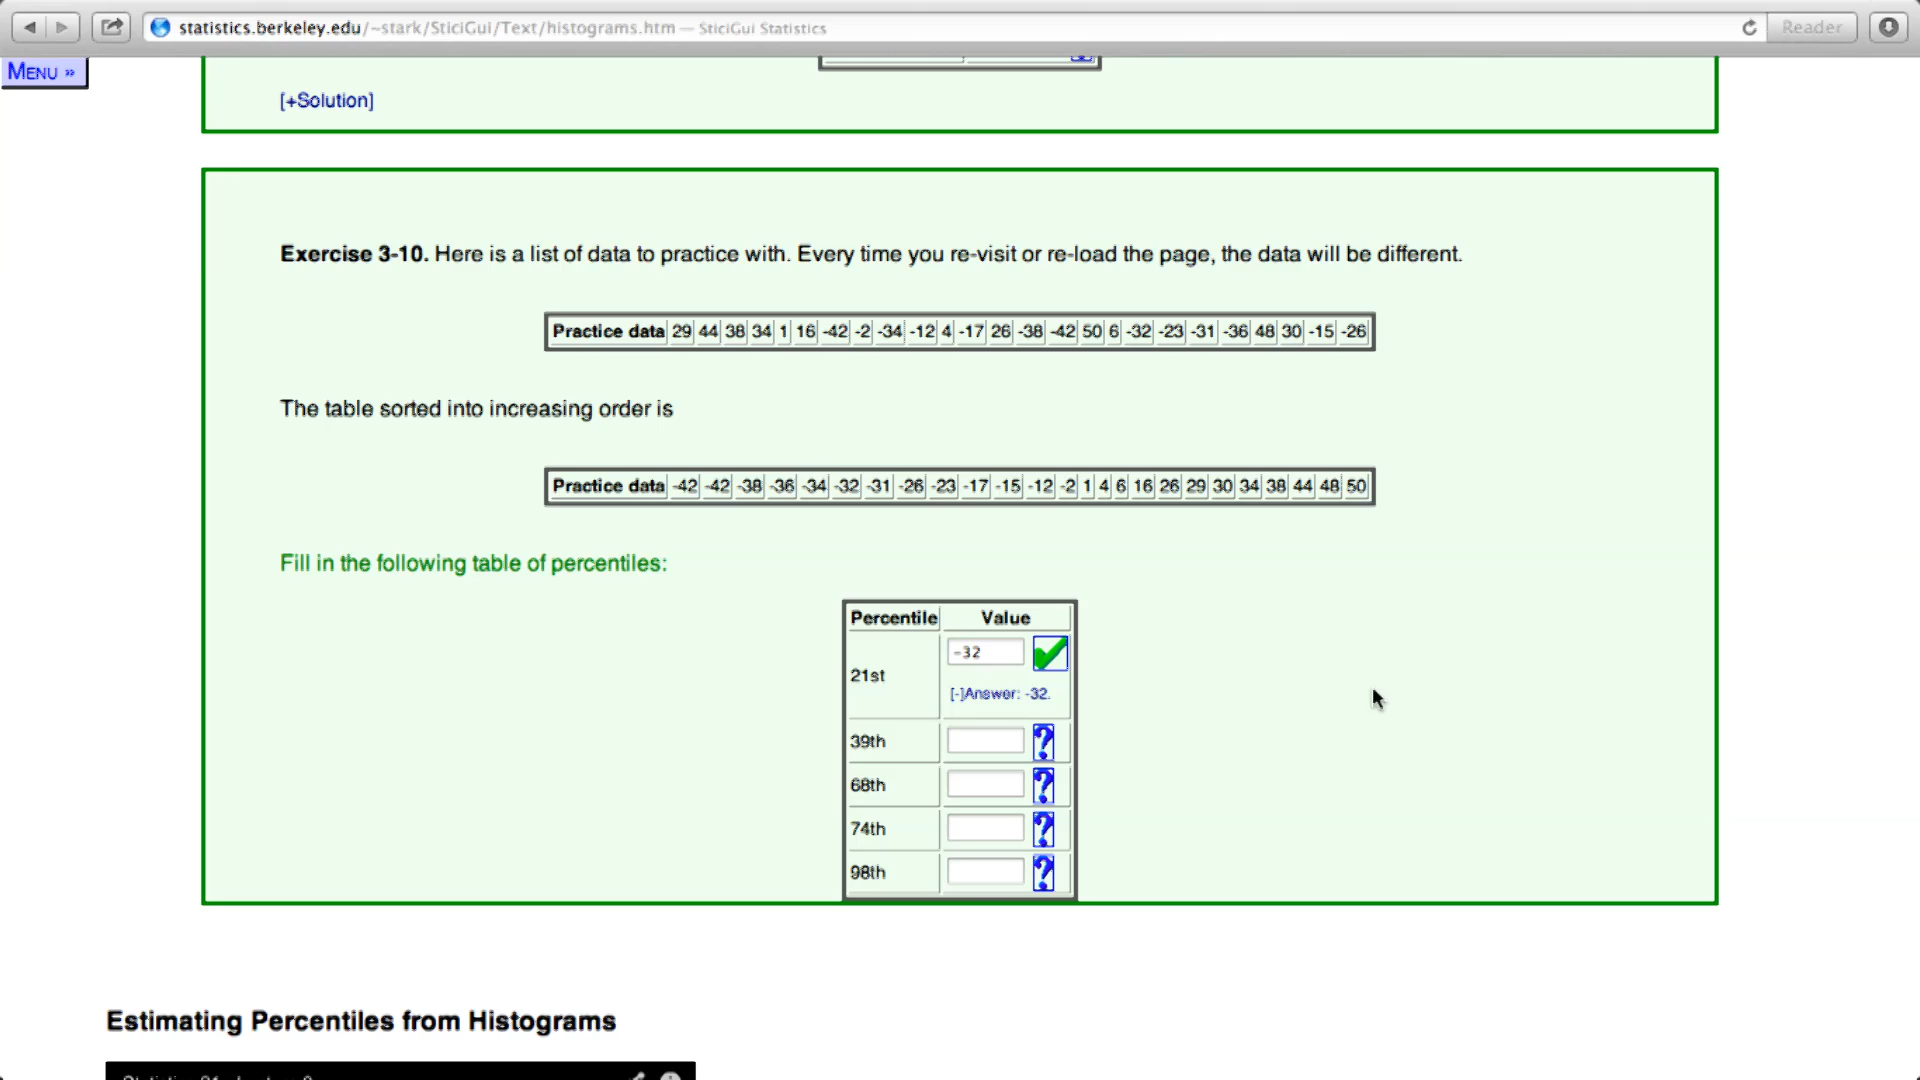 statistics.berkeley.edu/~stark/SticiGui/Text/histograms.htm — SticiGui Statistics
Reader
MENU »
[+Solution]
Exercise 3-10. Here is a list of data to practice with. Every time you re-visit or re-load the page, the data will be different.
Practice data 29 44 38 34 1 16 -42 -2 -34 -12 4 -17 26 -38 -42 50 6 -32 -23 -31 -36 48 30 -15 -26
The table sorted into increasing order is
Practice data -42 -42 -38 -36 -34 -32 -31 -26 -23 -17 -15 -12 -2 1 4 6 16 26 29 30 34 38 44 48 50
Fill in the following table of percentiles:
Percentile Value
21st -32
[-]Answer: -32.
39th ?
68th ?
74th ?
98th ?
Estimating Percentiles from Histograms